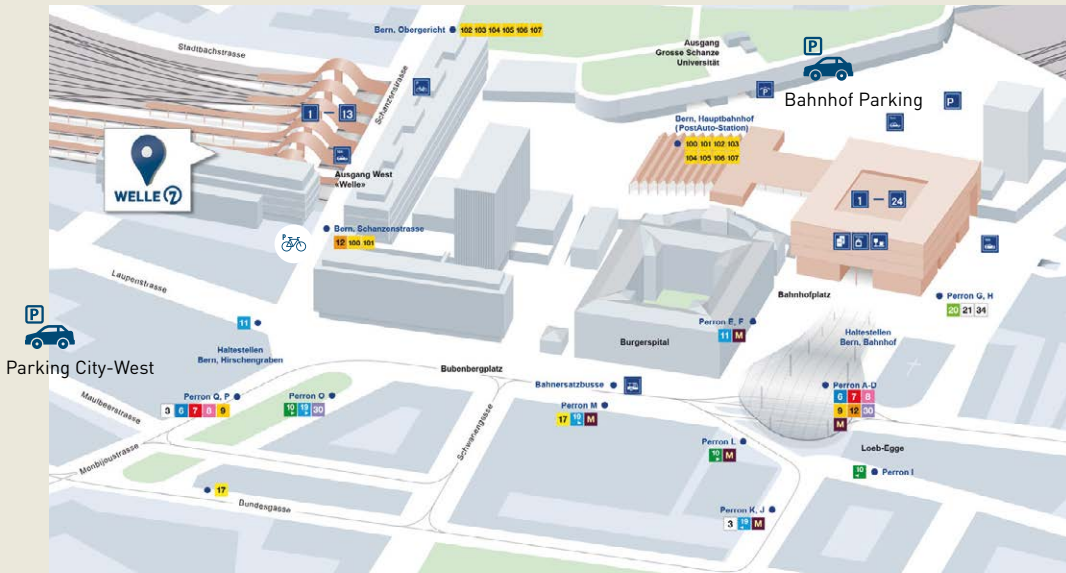 Bern, Obergericht
102 103 104 105 106 107
Stadtbachstrasse
Schanzenstrasse
Ausgang
Grosse Schanze
Universität
P
Bahnhof Parking
P
P
1 – 13
WELLE 7
Ausgang West
«Welle»
Bern, Hauptbahnhof
(PostAuto-Station)
100 101 102 103
104 105 106 107
1 – 24
Bern, Schanzenstrasse
12 100 101
P
Laupenstrasse
P
Parking City-West
11
Haltestellen
Bern, Hirschengraben
Bahnhofplatz
Perron G, H
20 21 34
Perron E, F
11 M
Burgerspital
Haltestellen
Bern, Bahnhof
Bubenbergplatz
Bahnersatzbusse
Perron A-D
6 7 8
9 12 30
M
Maulbeerstrasse
Perron Q, P
3 6 7 8 9
Perron O
10 19 30
Perron M
17 19 M
Schwanengasse
Monbijoustrasse
Perron L
10 M
Loeb-Egge
10
Perron I
17
Bundesgasse
Perron K, J
3 19 M